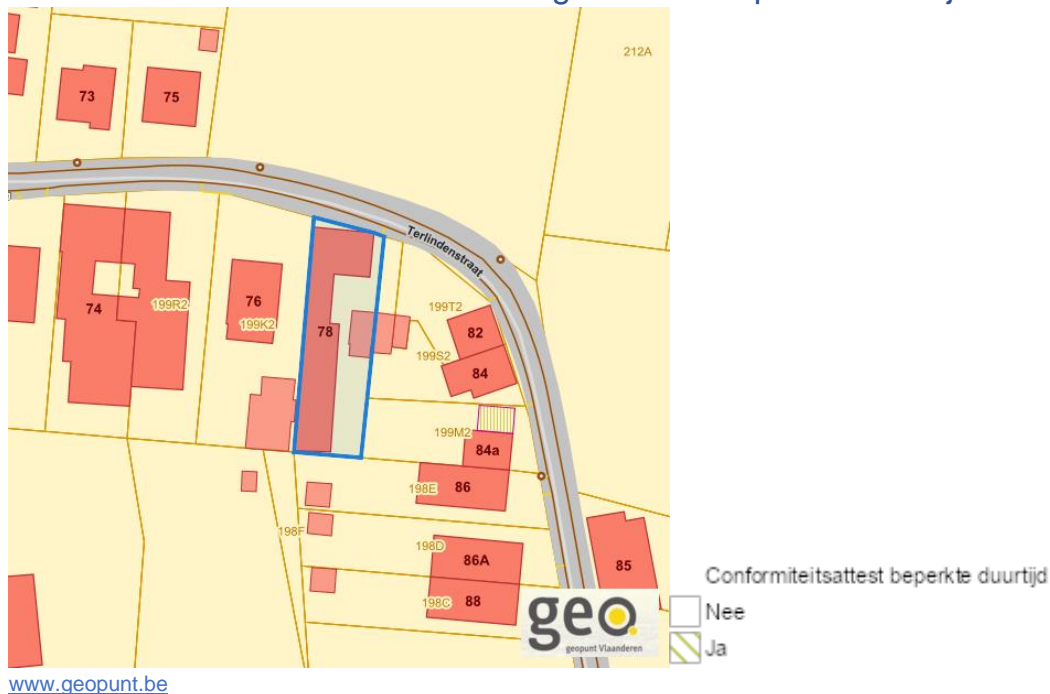 212A
73
75
Terlindenstraat
74
199R2
76
199K2
78
199T2
82
199S2
84
199M2
84a
198E
86
198F
198D
86A
85
198C
88
geo.
geopunt Vlaanderen
Conformiteitsattest beperkte duurtijd
Nee
Ja
www.geopunt.be